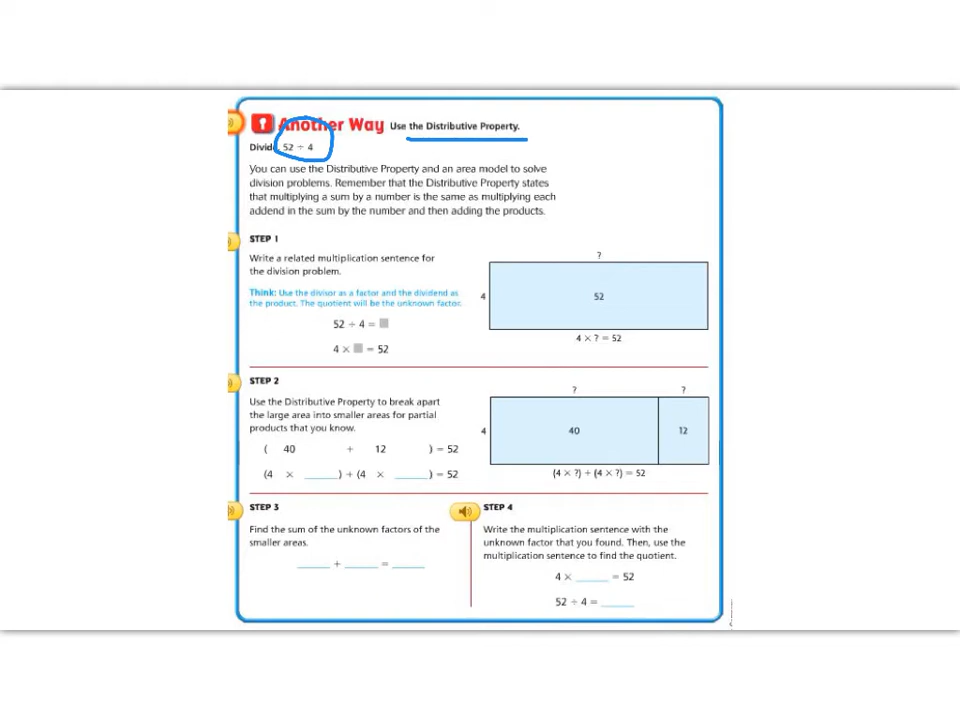 Another Way Use the Distributive Property.
Divide 52 ÷ 4
You can use the Distributive Property and an area model to solve
division problems. Remember that the Distributive Property states
that multiplying a sum by a number is the same as multiplying each
addend in the sum by the number and then adding the products.
STEP 1
Write a related multiplication sentence for
the division problem.
Think: Use the divisor as a factor and the dividend as
the product. The quotient will be the unknown factor.
52 ÷ 4 = ■
4 × ■ = 52
?
4
52
4 × ? = 52
STEP 2
Use the Distributive Property to break apart
the large area into smaller areas for partial
products that you know.
( 40 + 12 ) = 52
(4 × ____) + (4 × ____) = 52
? ?
4
40 12
(4 × ?) + (4 × ?) = 52
STEP 3
Find the sum of the unknown factors of the
smaller areas.
____ + ____ = ____
STEP 4
Write the multiplication sentence with the
unknown factor that you found. Then, use the
multiplication sentence to find the quotient.
4 × ____ = 52
52 ÷ 4 = ____